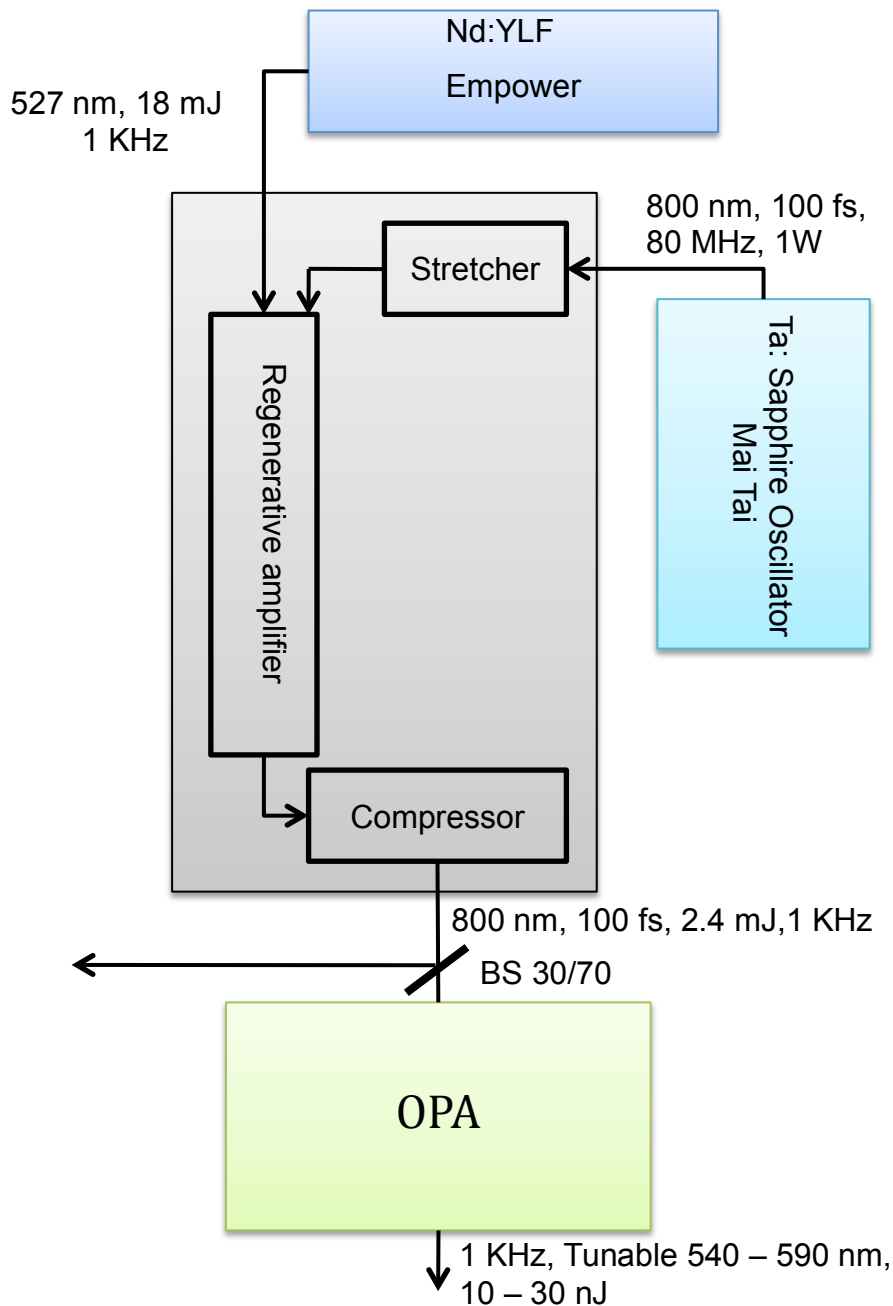 Nd:YLF
Empower
527 nm, 18 mJ
1 KHz
800 nm, 100 fs,
80 MHz, 1W
Stretcher
Ta: Sapphire Oscillator
Mai Tai
Regenerative amplifier
Compressor
800 nm, 100 fs, 2.4 mJ,1 KHz
BS 30/70
OPA
1 KHz, Tunable 540 – 590 nm,
10 – 30 nJ